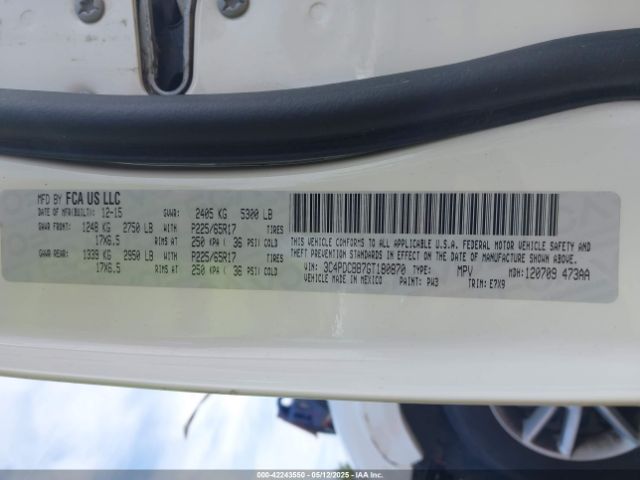 MFD BY FCA US LLC
DATE OF MFR(BUILT): 12-15 GVWR: 2405 KG 5300 LB
GAWR FRONT: 1248 KG 2750 LB WITH P225/65R17 TIRES
17X6.5 RIMS AT 250 KPA ( 36 PSI) COLD
GAWR REAR: 1339 KG 2950 LB WITH P225/65R17 TIRES
17X6.5 RIMS AT 250 KPA ( 36 PSI) COLD
THIS VEHICLE CONFORMS TO ALL APPLICABLE U.S.A. FEDERAL MOTOR VEHICLE SAFETY, BUMPER, AND
THEFT PREVENTION STANDARDS IN EFFECT ON THE DATE OF MANUFACTURE SHOWN ABOVE.
VIN: 3C4PDCBB7GT180870 TYPE: MPV MDH: 120709 473AA
VEHICLE MADE IN MEXICO PAINT: PW3 TRIM: E7X9
000-42243550 - 05/12/2025 - IAAI.COM